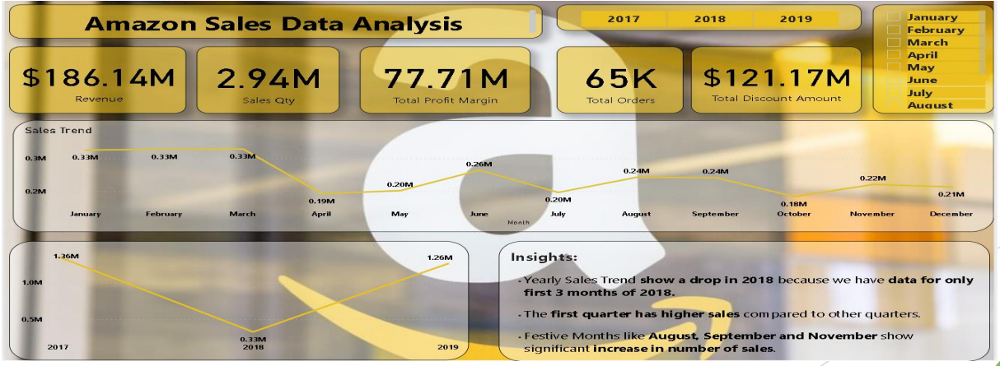 Amazon Sales Data Analysis
2017 2018 2019
January
February
March
April
May
June
July
August
$186.14M
Revenue
2.94M
Sales Qty
77.71M
Total Profit Margin
65K
Total Orders
$121.17M
Total Discount Amount
Sales Trend
0.3M
0.2M
0.33M 0.33M 0.33M 0.19M 0.20M 0.26M 0.20M 0.24M 0.24M 0.18M 0.22M 0.21M
January February March April May June July August September October November December
Month
1.36M
1.26M
1.0M
0.5M
0.33M
2017 2018 2019
Insights:
• Yearly Sales Trend show a drop in 2018 because we have data for only
first 3 months of 2018.
• The first quarter has higher sales compared to other quarters.
• Festive Months like August, September and November show
significant increase in number of sales.